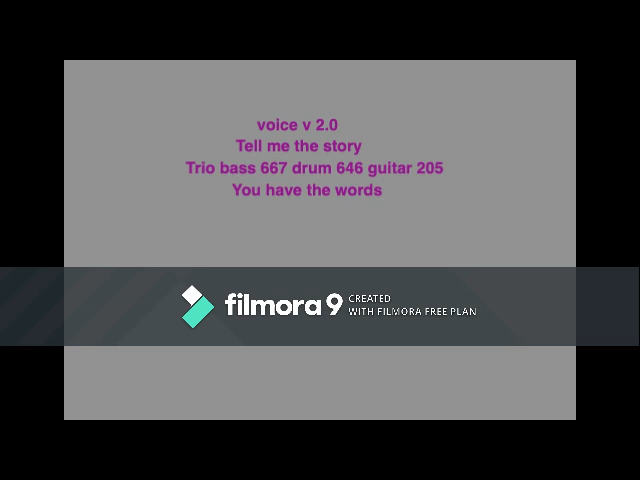 voice v 2.0
Tell me the story
Trio bass 667 drum 646 guitar 205
You have the words
filmora 9 CREATED
WITH FILMORA FREE PLAN